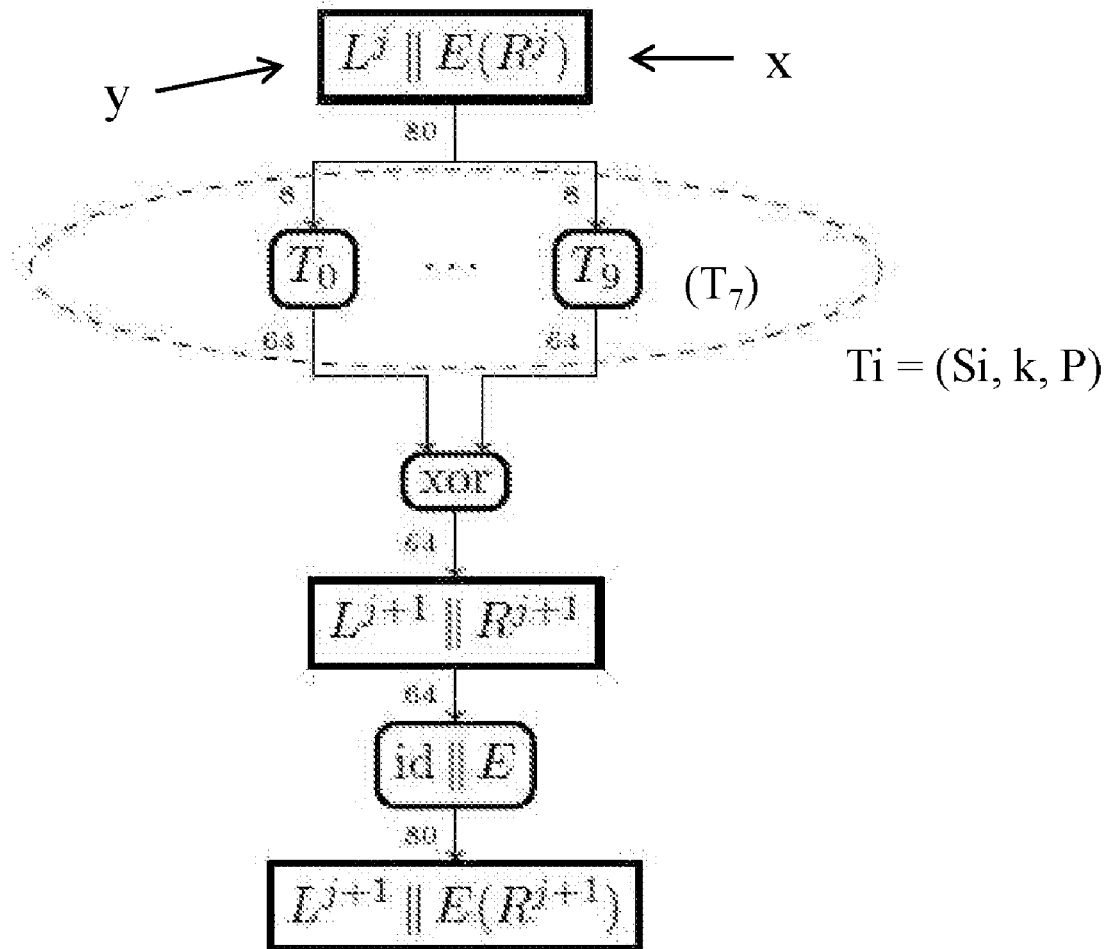 L^j ‖ E(R^j)
x
y
80
8
8
T_0
...
T_9
(T_7)
64
64
Ti = (Si, k, P)
xor
64
L^{j+1} ‖ R^{j+1}
64
id ‖ E
80
L^{j+1} ‖ E(R^{j+1})